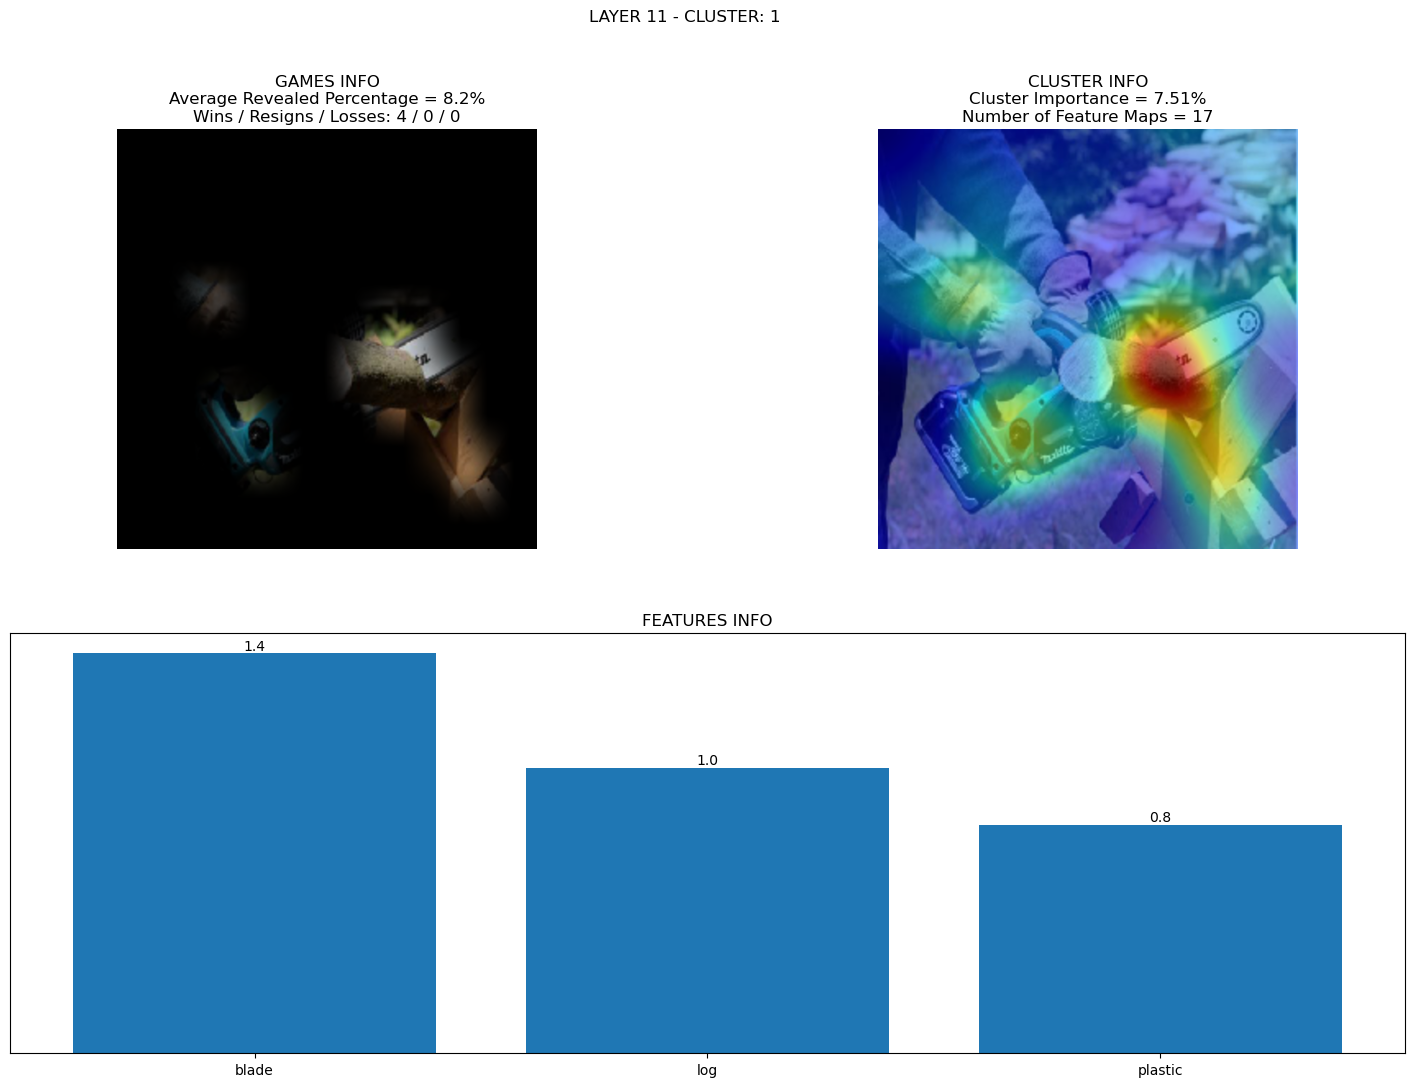 LAYER 11 - CLUSTER: 1
GAMES INFO
Average Revealed Percentage = 8.2%
Wins / Resigns / Losses: 4 / 0 / 0
CLUSTER INFO
Cluster Importance = 7.51%
Number of Feature Maps = 17
FEATURES INFO
1.4
1.0
0.8
blade
log
plastic